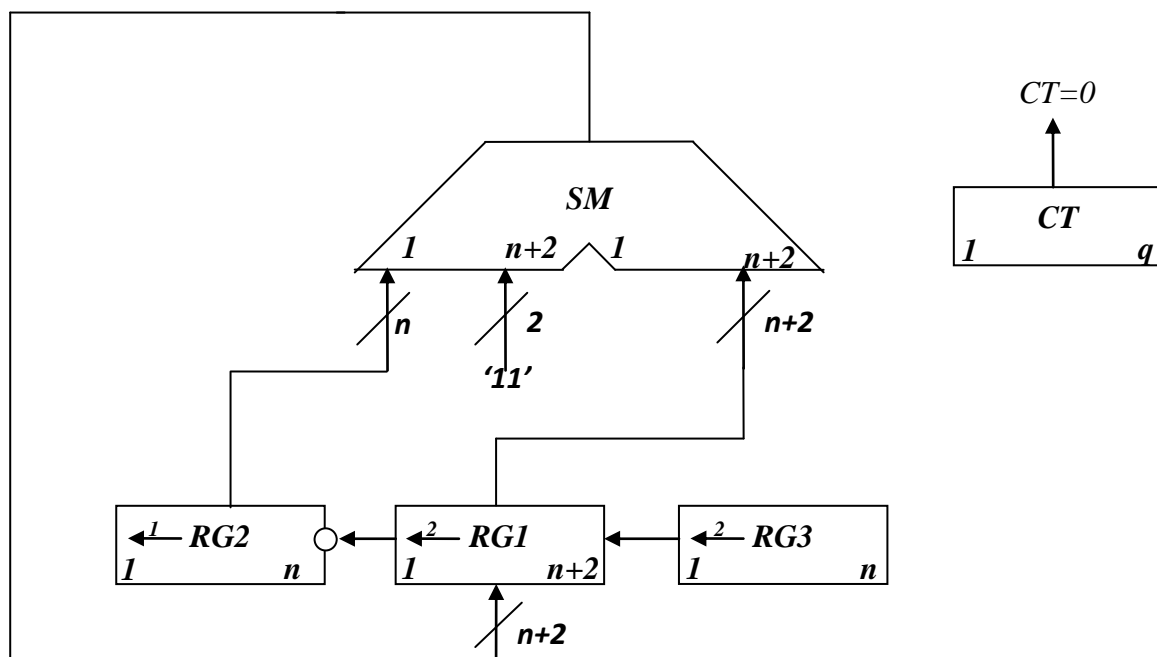 CT=0
SM
CT
1 n+2 1 n+2
1 q
n 2 n+2
‘11’
1 RG2 2 RG1 2 RG3
1 n 1 n+2 1 n
n+2